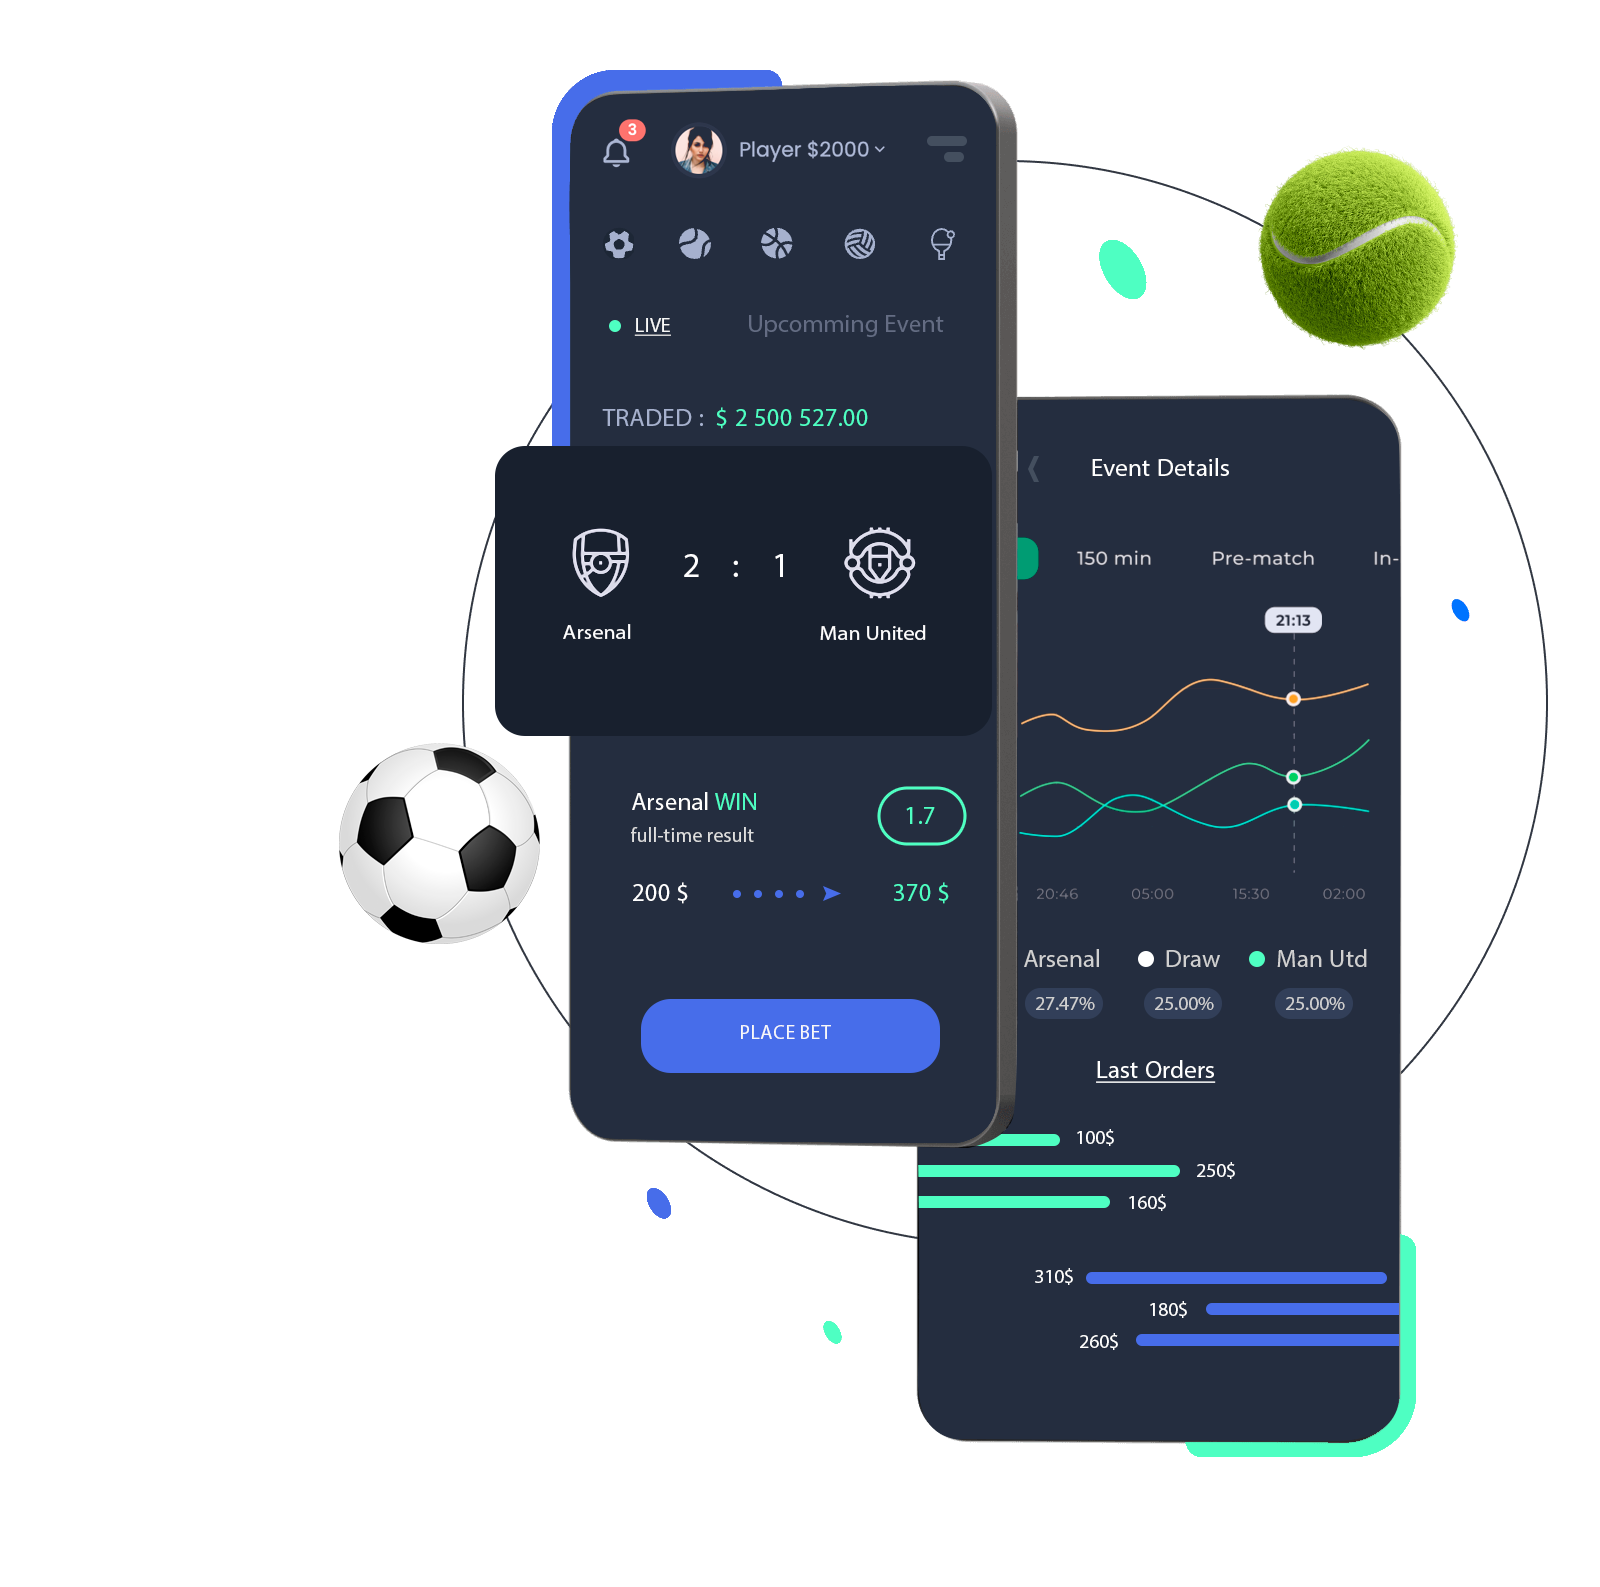 3
Player $2000
LIVE
Upcomming Event
TRADED : $ 2 500 527.00
2 : 1
Arsenal
Man United
Arsenal WIN
full-time result
1.7
200 $
370 $
PLACE BET
Event Details
150 min
Pre-match
In-
21:13
20:46
05:00
15:30
02:00
Arsenal
Draw
Man Utd
27.47%
25.00%
25.00%
Last Orders
100$
250$
160$
310$
180$
260$